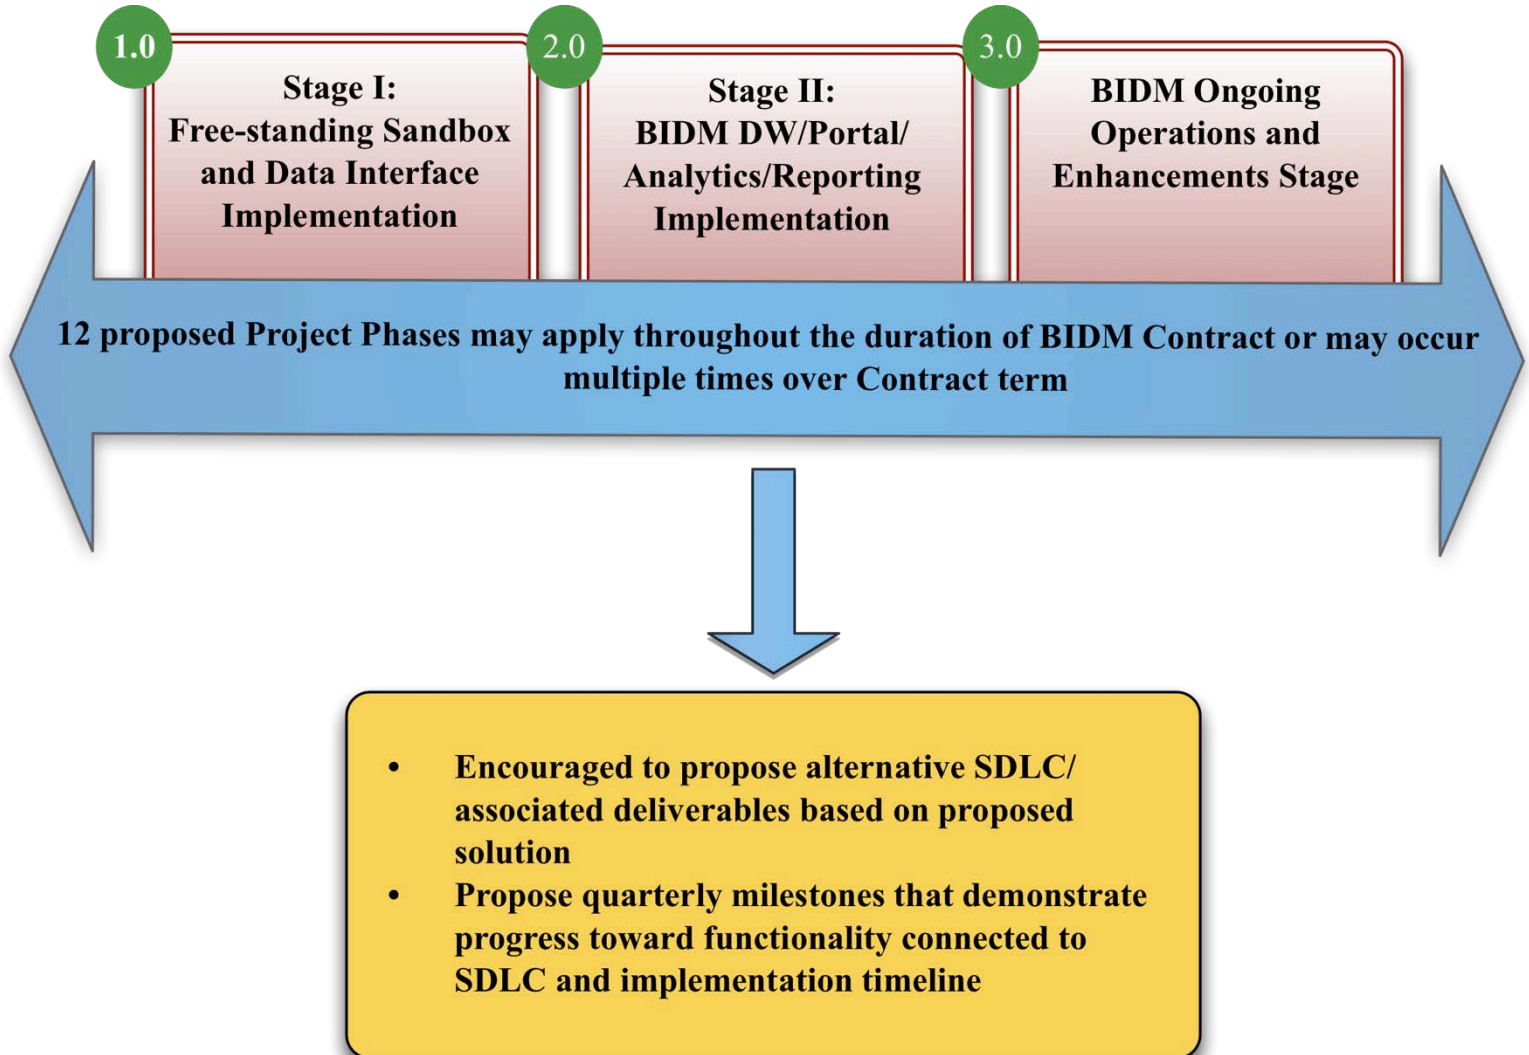 1.0
Stage I:
Free-standing Sandbox
and Data Interface
Implementation
2.0
Stage II:
BIDM DW/Portal/
Analytics/Reporting
Implementation
3.0
BIDM Ongoing
Operations and
Enhancements Stage
12 proposed Project Phases may apply throughout the duration of BIDM Contract or may occur
multiple times over Contract term
• Encouraged to propose alternative SDLC/
associated deliverables based on proposed
solution
• Propose quarterly milestones that demonstrate
progress toward functionality connected to
SDLC and implementation timeline